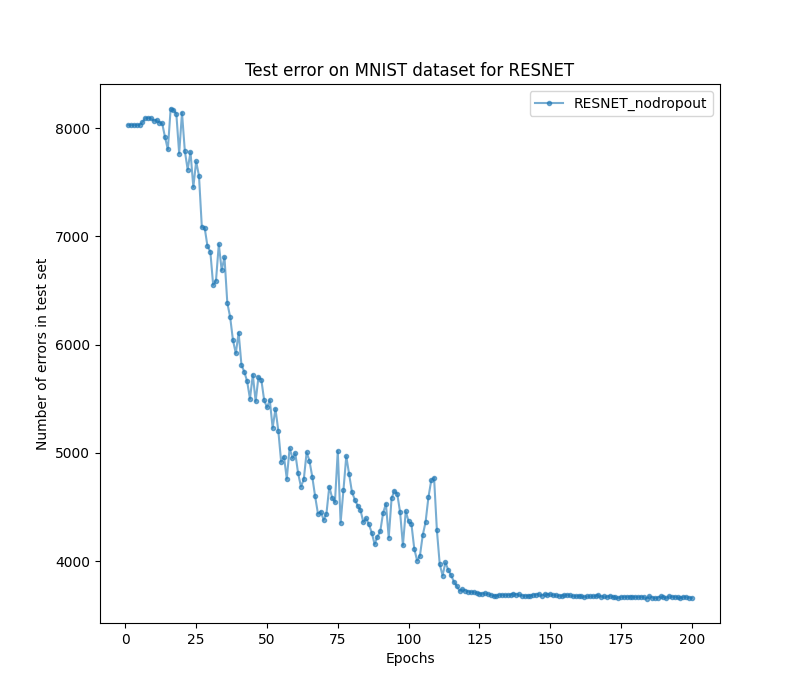 Test error on MNIST dataset for RESNET
RESNET_nodropout
8000
7000
6000
5000
4000
Number of errors in test set
0 25 50 75 100 125 150 175 200
Epochs